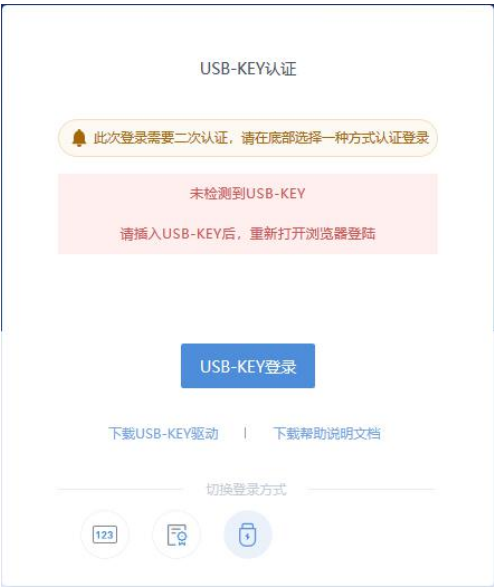 USB-KEY认证
此次登录需要二次认证，请在底部选择一种方式认证登录
未检测到USB-KEY
请插入USB-KEY后，重新打开浏览器登陆
USB-KEY登录
下载USB-KEY驱动 | 下载帮助说明文档
切换登录方式
123